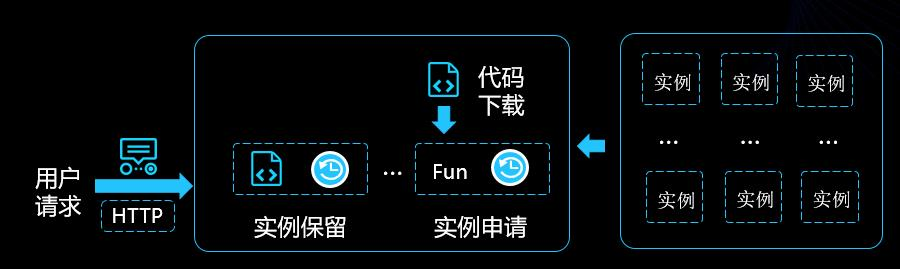 用户
请求
HTTP
代码
下载
...
Fun
实例保留
实例申请
实例 实例 实例
... ... ...
实例 实例 实例